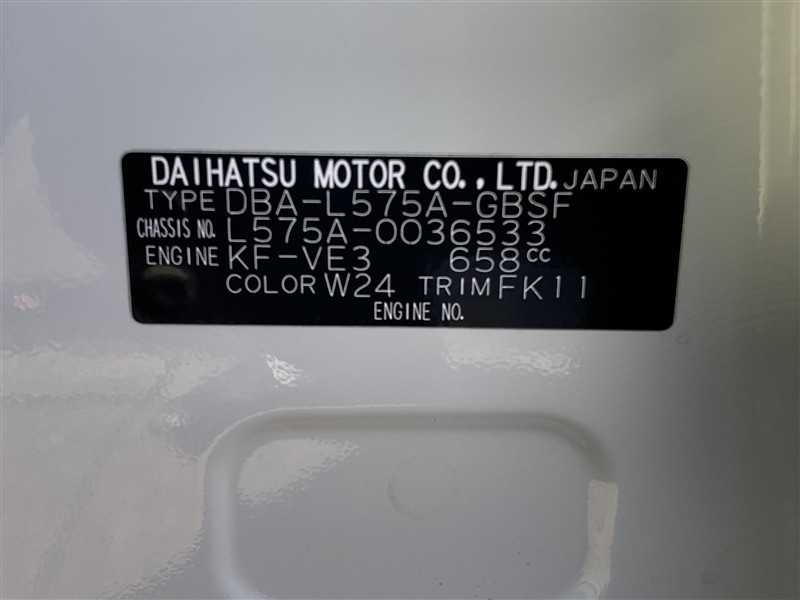 DAIHATSU MOTOR CO., LTD. JAPAN
TYPE DBA-L575A-GBSF
CHASSIS NO. L575A-0036533
ENGINE KF-VE3 658cc
COLOR W24 TRIM FK11
ENGINE NO.